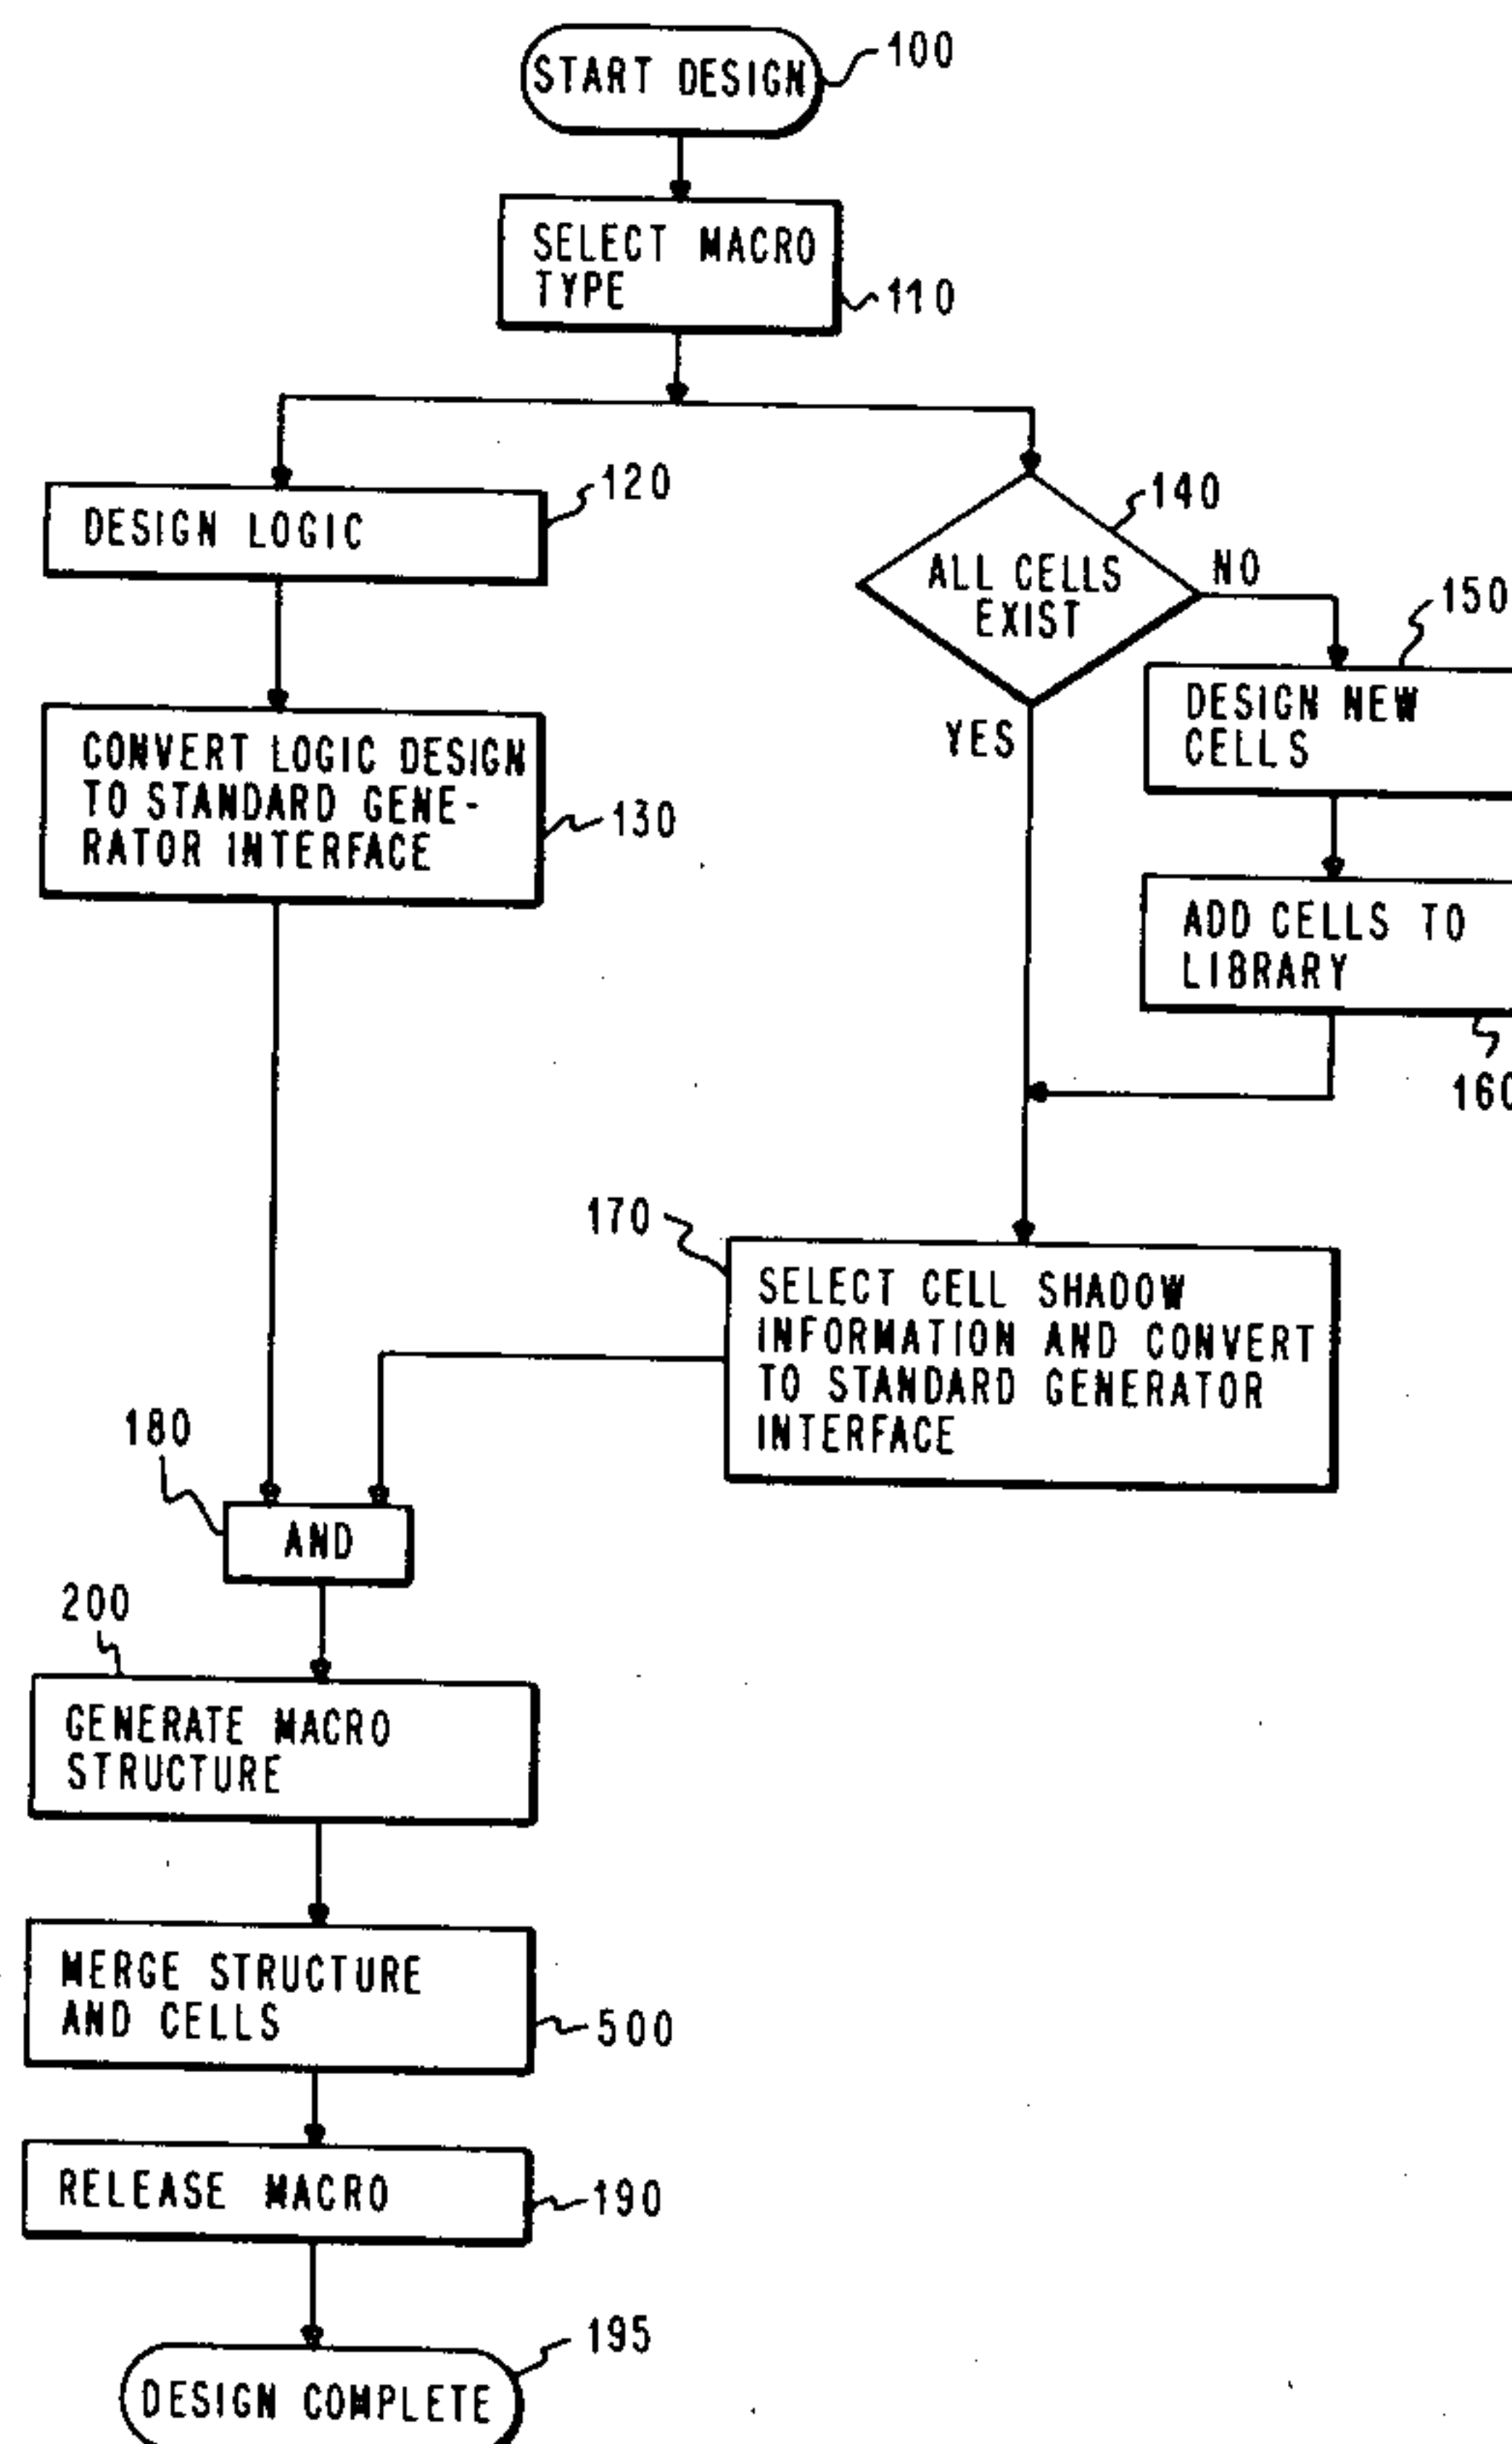 START DESIGN
100
SELECT MACRO
TYPE
110
DESIGN LOGIC
120
ALL CELLS
EXIST
140
NO
YES
150
DESIGN NEW
CELLS
CONVERT LOGIC DESIGN
TO STANDARD GENE-
RATOR INTERFACE
130
ADD CELLS TO
LIBRARY
160
170
SELECT CELL SHADOW
INFORMATION AND CONVERT
TO STANDARD GENERATOR
INTERFACE
180
AND
200
GENERATE MACRO
STRUCTURE
MERGE STRUCTURE
AND CELLS
500
RELEASE MACRO
190
195
DESIGN COMPLETE